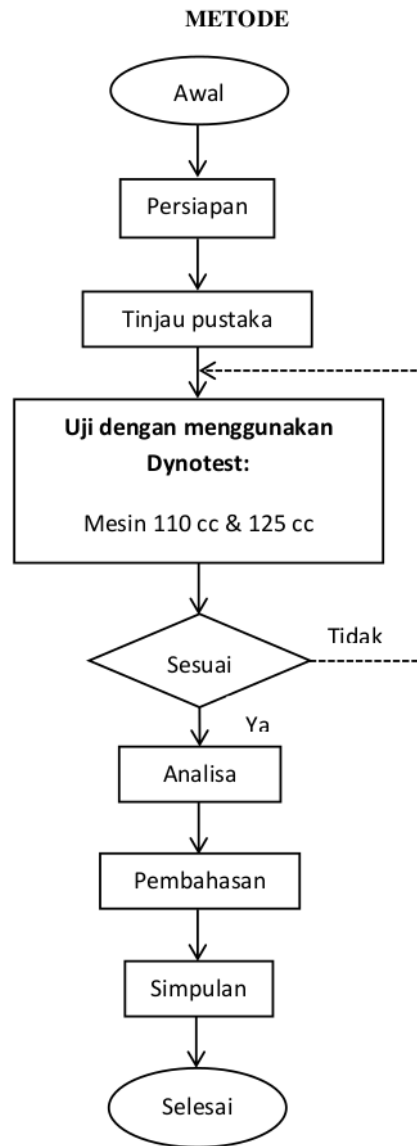 METODE
Awal
Persiapan
Tinjau pustaka
Uji dengan menggunakan
Dynotest:
Mesin 110 cc & 125 cc
Tidak
Sesuai
Ya
Analisa
Pembahasan
Simpulan
Selesai